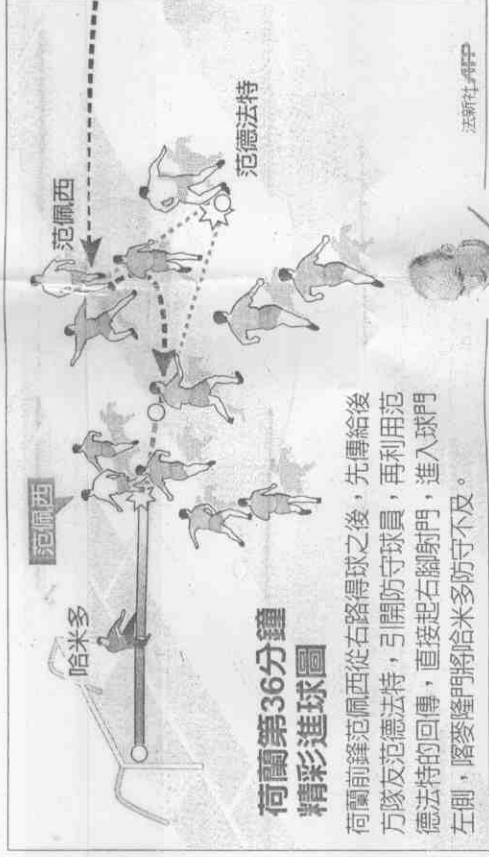 荷蘭第36分鐘
精彩進球圖
荷蘭前鋒范佩西從右路得球之後，先傳給後
方隊友范德法特，引開防守球員，再利用范
德法特的回傳，直接起右腳射門，進入球門
左側，喀麥隆門將哈米多防守不及。
哈米多
范佩西
范佩西
范德法特
法新社 AFP